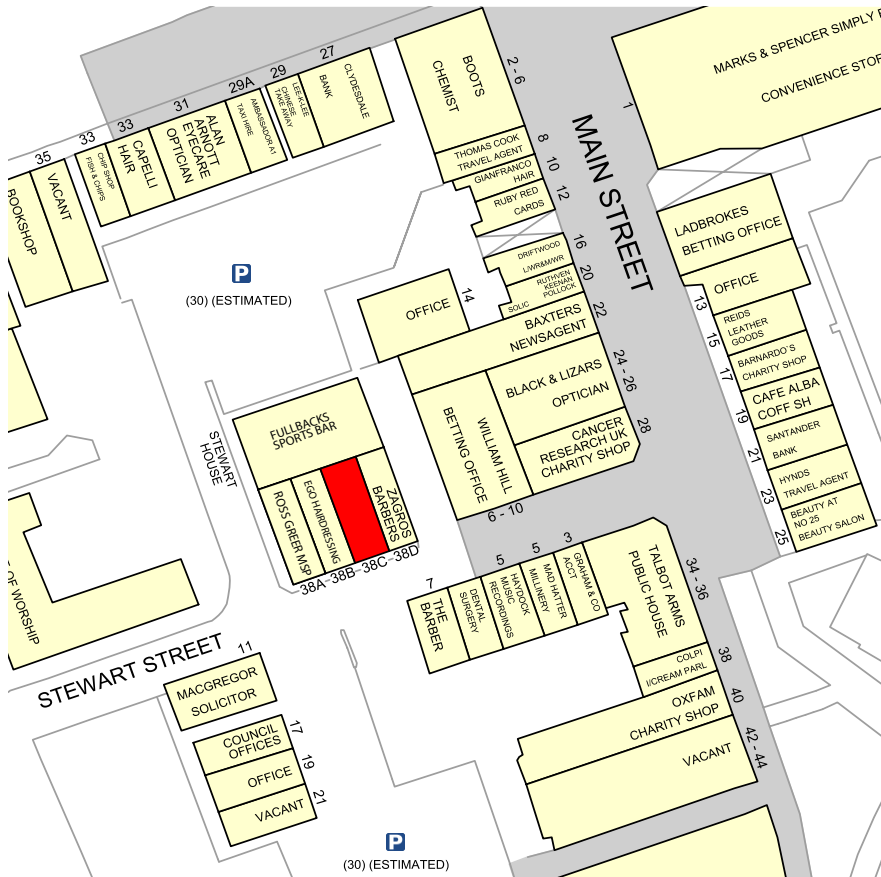 MARKS & SPENCER SIMPLY
CONVENIENCE
1
2 - 6
BOOTS
CHEMIST
27
CLYDESDALE
BANK
29
LEE-K-LEE
CHINESE
TAKE AWAY
29A
AMBASSADOR A1
TAXI HIRE
31
ALAN
ARNOTT
EYECARE
OPTICIAN
33
CAPELLI
HAIR
33
CHIP SHOP
FISH & CHIPS
35
VACANT
BOOKSHOP
MAIN STREET
8
THOMAS COOK
TRAVEL AGENT
10
GIANFRANCO
HAIR
12
RUBY RED
CARDS
16
DRIFTWOOD
L/WR&M/WR
20
RUTHVEN
KEENAN
POLLOCK
SOLIC
22
BAXTERS
NEWSAGENT
14
OFFICE
24 - 26
BLACK & LIZARS
OPTICIAN
28
CANCER
RESEARCH UK
CHARITY SHOP
WILLIAM HILL
BETTING OFFICE
6 - 10
LADBROKES
BETTING OFFICE
OFFICE
13
REIDS
LEATHER
GOODS
15
BARNARDO`S
CHARITY SHOP
17
CAFE ALBA
COFF SH
19
SANTANDER
BANK
21
HYNDS
TRAVEL AGENT
23
BEAUTY AT
NO 25
BEAUTY SALON
25
P
(30) (ESTIMATED)
STEWART
HOUSE
FULLBACKS
SPORTS BAR
ROSS GREER MSP
EGO HAIRDRESSING
ZAGROS
BARBERS
38A-38B-38C-38D
3
GRAHAM & CO
ACCT
5
MAD HATTER
MILLINERY
5
HAYDOCK
MUSIC
RECORDINGS
DENTAL
SURGERY
7
THE
BARBER
34 - 36
TALBOT ARMS
PUBLIC HOUSE
38
COLPI
I/CREAM PARL
40
OXFAM
CHARITY SHOP
42 - 44
VACANT
OF WORSHIP
STEWART STREET
11
MACGREGOR
SOLICITOR
17
COUNCIL
OFFICES
19
OFFICE
21
VACANT
P
(30) (ESTIMATED)